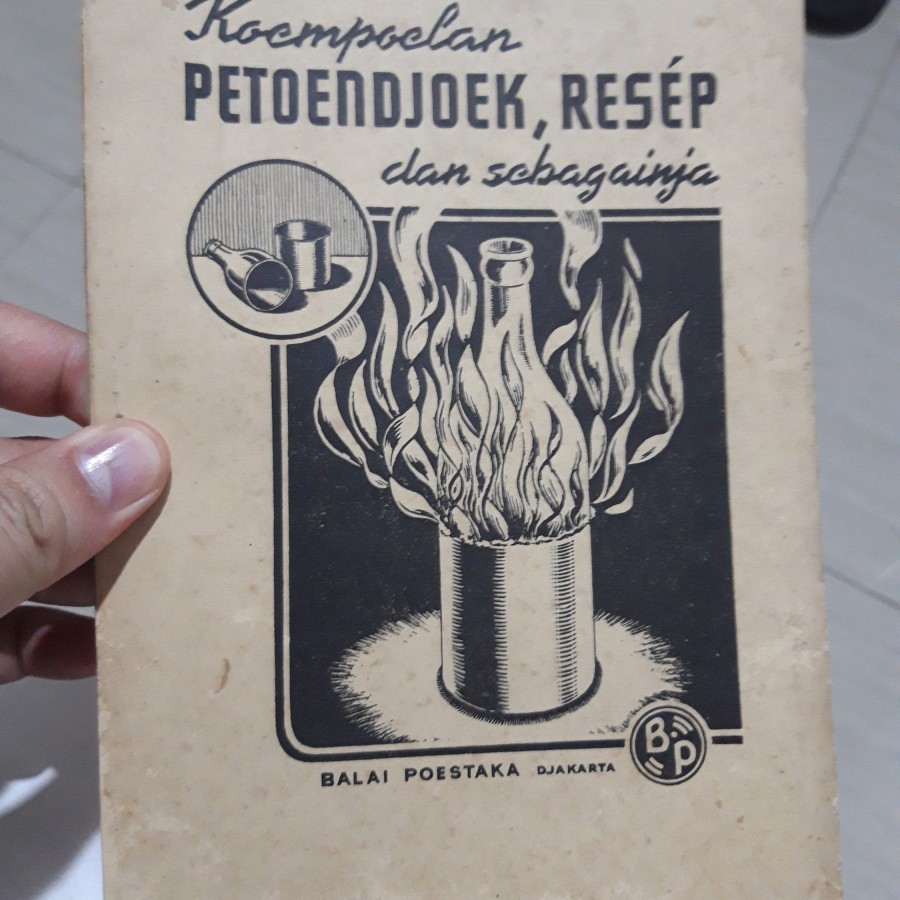 Koempoelan
PETOENDJOEK, RESÉP
dan sebagainja
B.P
BALAI POESTAKA DJAKARTA